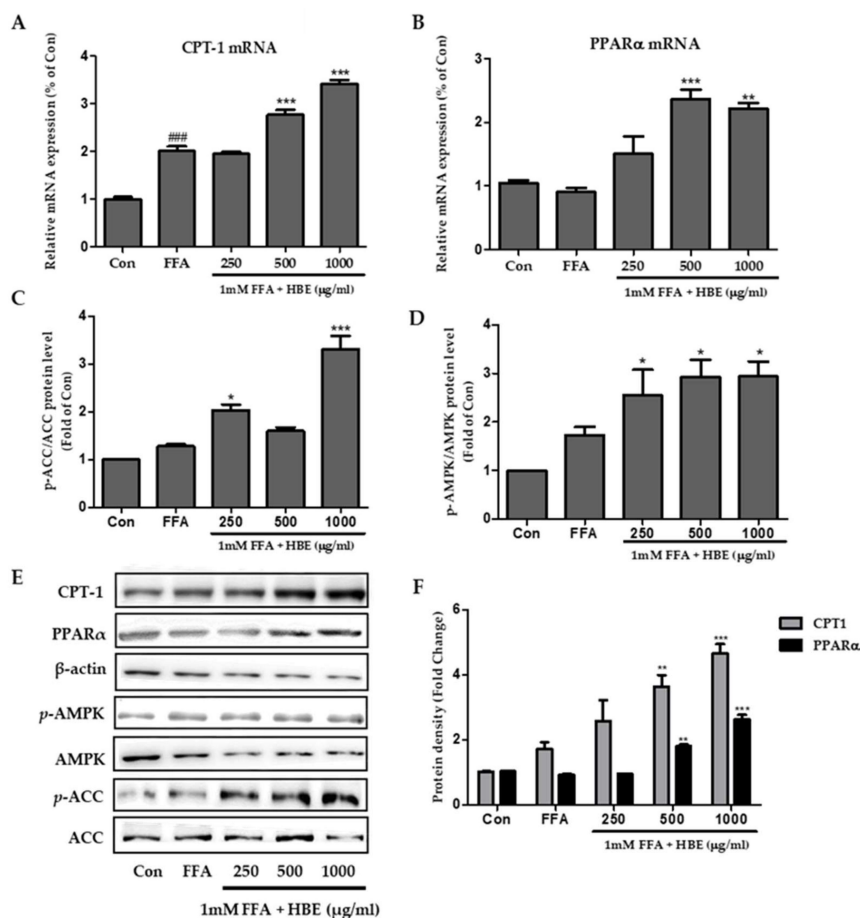 A
CPT-1 mRNA
Relative mRNA expression (% of Con)
4
3
2
1
0
###
***
***
Con FFA 250 500 1000
1mM FFA + HBE (µg/ml)
B
PPARα mRNA
Relative mRNA expression (% of Con)
3
2
1
0
***
**
Con FFA 250 500 1000
1mM FFA + HBE (µg/ml)
C
p-ACC/ACC protein level
(Fold of Con)
4
3
2
1
0
*
***
Con FFA 250 500 1000
1mM FFA + HBE (µg/ml)
D
p-AMPK/AMPK protein level
(Fold of Con)
4
3
2
1
0
*
*
*
Con FFA 250 500 1000
1mM FFA + HBE (µg/ml)
E
CPT-1
PPARα
β-actin
p-AMPK
AMPK
p-ACC
ACC
Con FFA 250 500 1000
1mM FFA + HBE (µg/ml)
F
Protein density (Fold Change)
6
4
2
0
**
**
***
***
CPT1
PPARα
Con FFA 250 500 1000
1mM FFA + HBE (µg/ml)